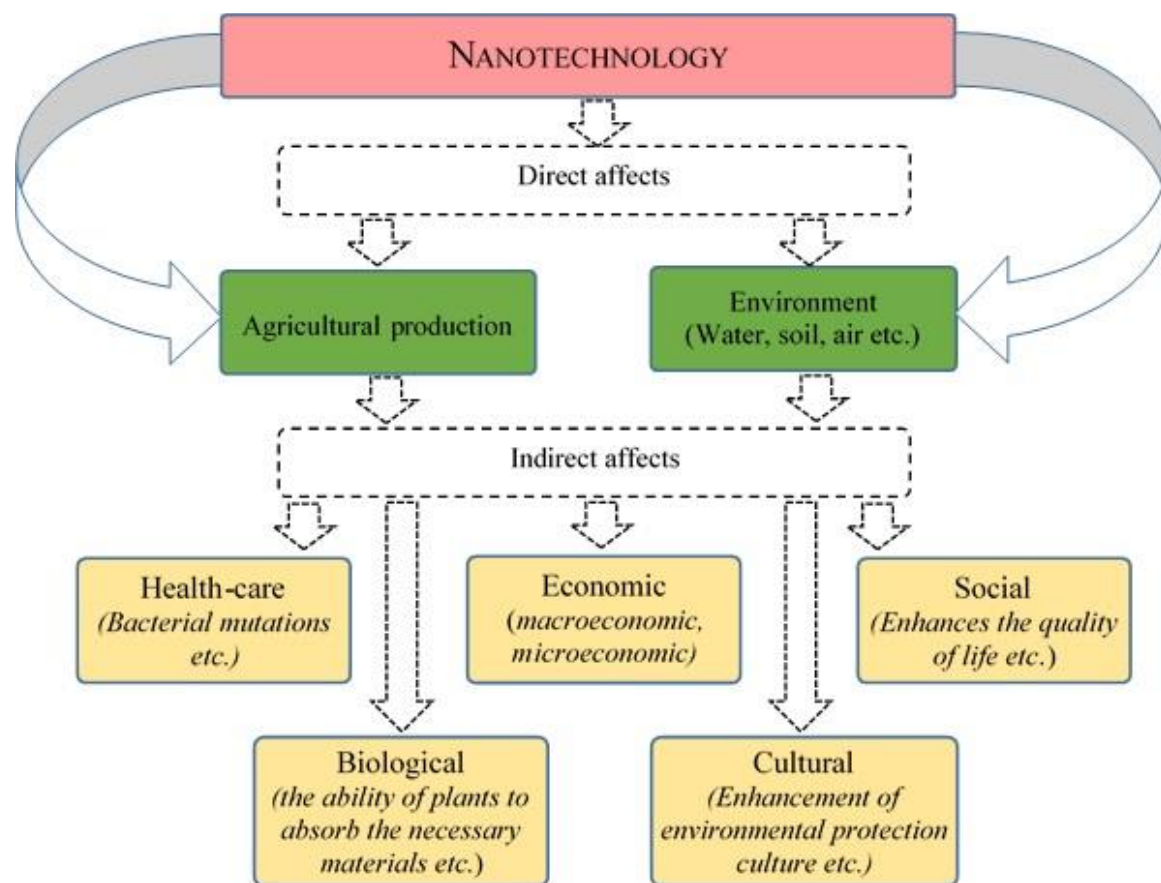 NANOTECHNOLOGY
Direct affects
Agricultural production
Environment
(Water, soil, air etc.)
Indirect affects
Health-care
(Bacterial mutations
etc.)
Economic
(macroeconomic,
microeconomic)
Social
(Enhances the quality
of life etc.)
Biological
(the ability of plants to
absorb the necessary
materials etc.)
Cultural
(Enhancement of
environmental protection
culture etc.)